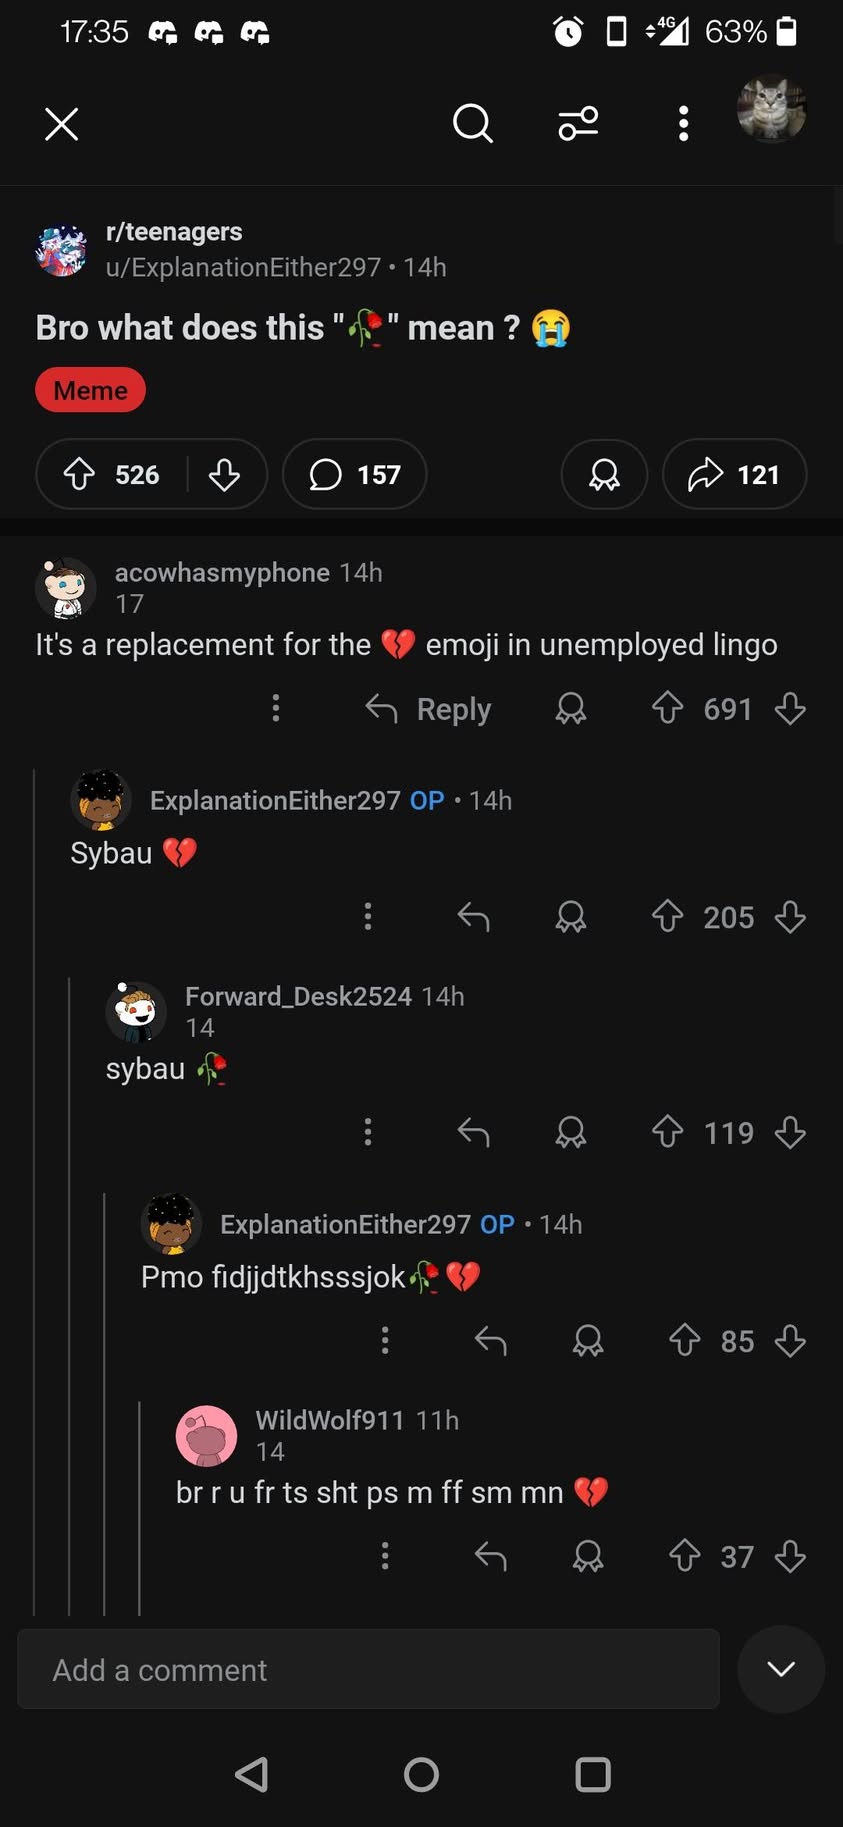 17:35 4G 63%
r/teenagers
u/ExplanationEither297 • 14h
Bro what does this "🥀" mean ? 😭
Meme
526 157 121
acowhasmyphone 14h
17
It's a replacement for the 💔 emoji in unemployed lingo
Reply 691
ExplanationEither297 OP • 14h
Sybau 💔
205
Forward_Desk2524 14h
14
sybau 🥀
119
ExplanationEither297 OP • 14h
Pmo fidjjdtkhsssjok🥀💔
85
WildWolf911 11h
14
br r u fr ts sht ps m ff sm mn 💔
37
Add a comment